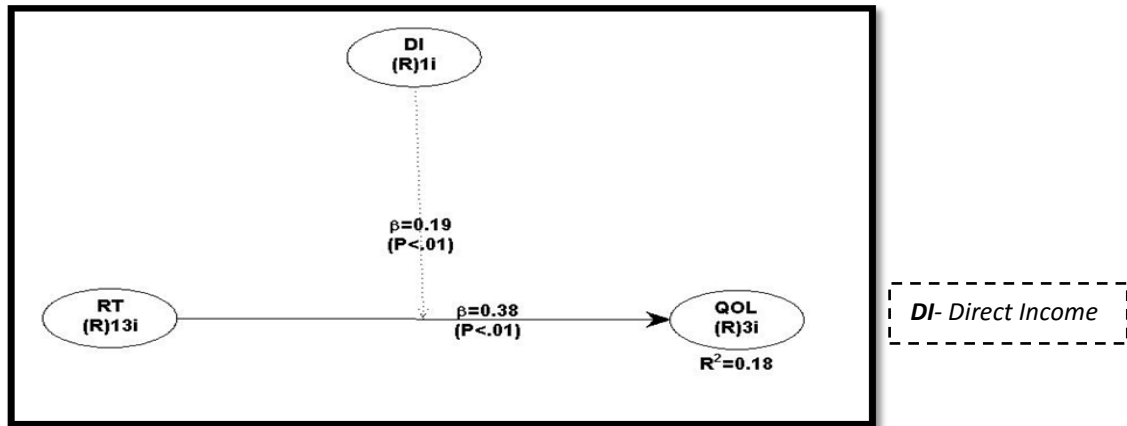 DI
(R)1i
β=0.19
(P<.01)
RT
(R)13i
β=0.38
(P<.01)
QOL
(R)3i
R²=0.18
DI- Direct Income